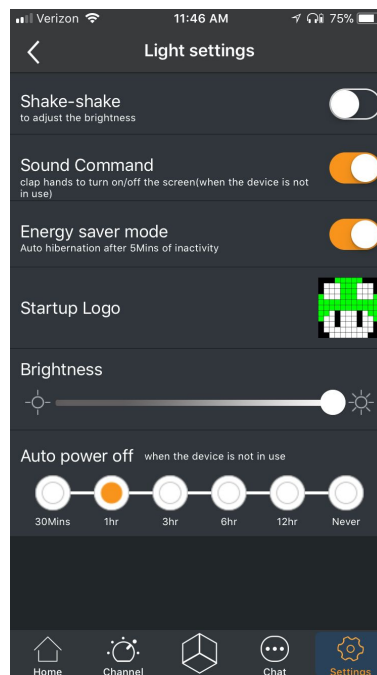 Verizon 11:46 AM 75%
Light settings
Shake-shake
to adjust the brightness
Sound Command
clap hands to turn on/off the screen(when the device is not
in use)
Energy saver mode
Auto hibernation after 5Mins of inactivity
Startup Logo
Brightness
Auto power off when the device is not in use
30Mins 1hr 3hr 6hr 12hr Never
Home Channel Chat Settings